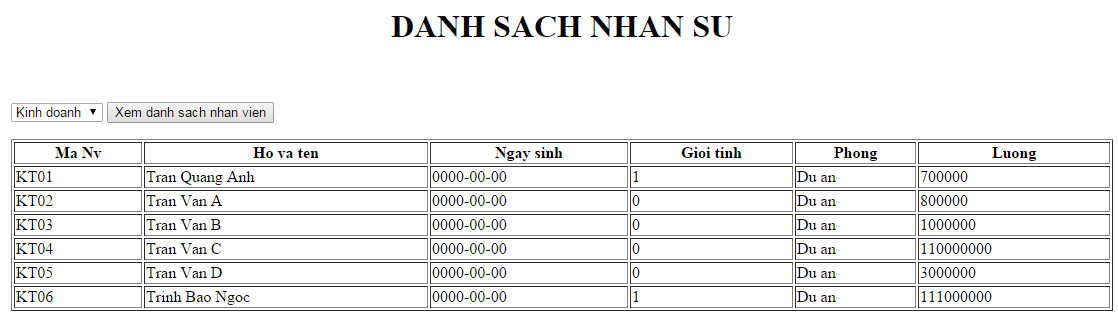 DANH SACH NHAN SU
Kinh doanh Xem danh sach nhan vien
Ma Nv Ho va ten Ngay sinh Gioi tinh Phong Luong
KT01 Tran Quang Anh 0000-00-00 1 Du an 700000
KT02 Tran Van A 0000-00-00 0 Du an 800000
KT03 Tran Van B 0000-00-00 0 Du an 1000000
KT04 Tran Van C 0000-00-00 0 Du an 110000000
KT05 Tran Van D 0000-00-00 0 Du an 3000000
KT06 Trinh Bao Ngoc 0000-00-00 1 Du an 111000000